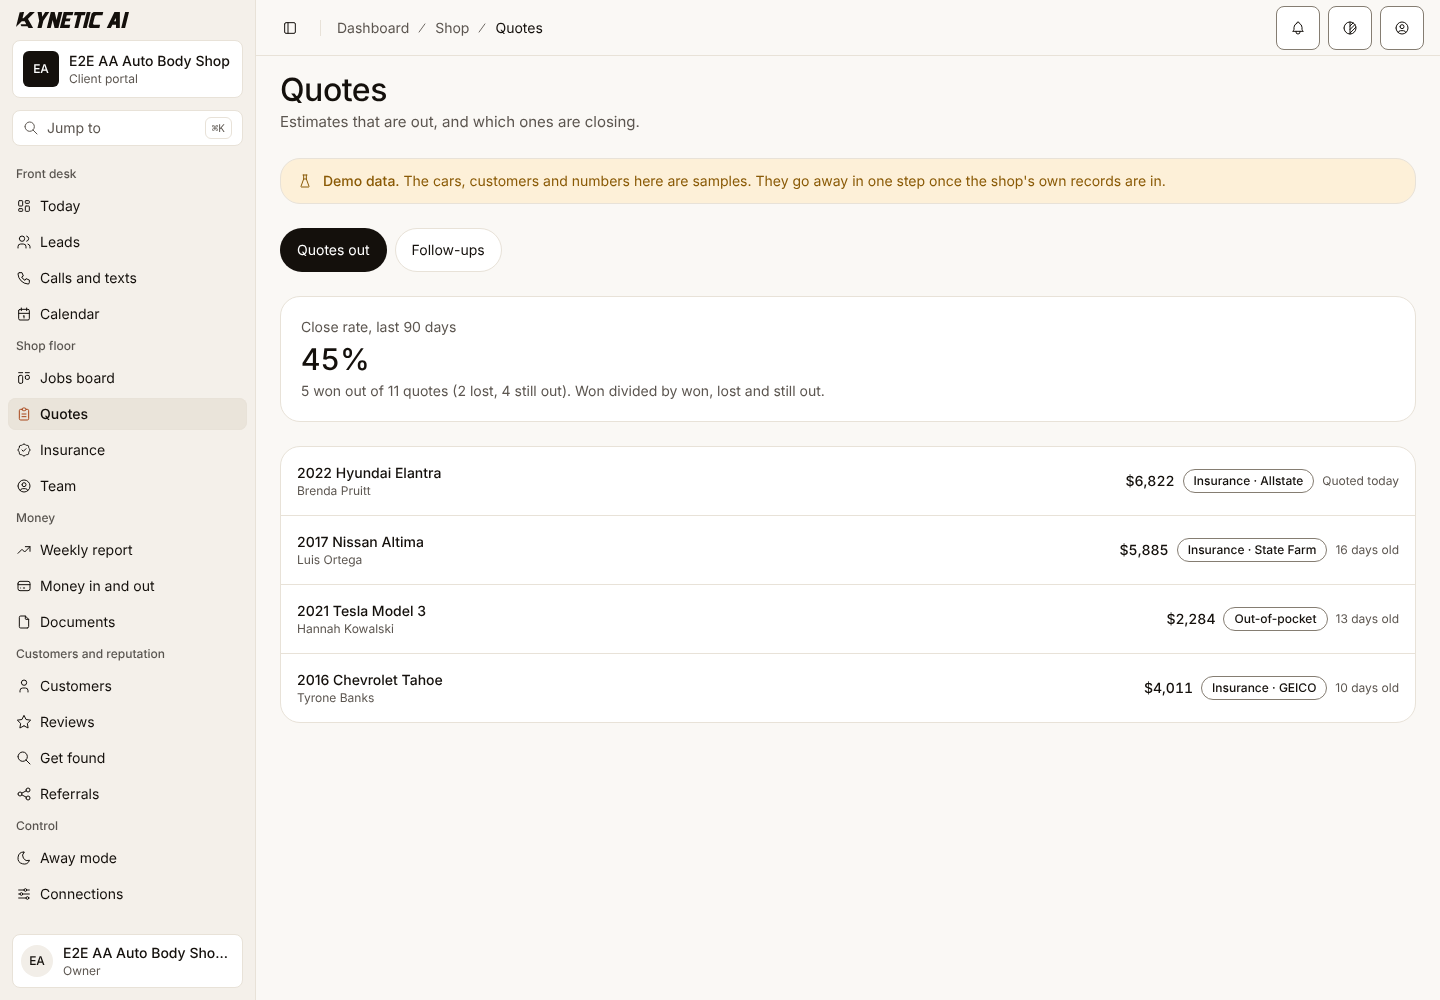 KYNETIC AI
EA
E2E AA Auto Body Shop
Client portal
Jump to
⌘K
Front desk
Today
Leads
Calls and texts
Calendar
Shop floor
Jobs board
Quotes
Insurance
Team
Money
Weekly report
Money in and out
Documents
Customers and reputation
Customers
Reviews
Get found
Referrals
Control
Away mode
Connections
EA
E2E AA Auto Body Sho...
Owner
Dashboard / Shop / Quotes
Quotes
Estimates that are out, and which ones are closing.
Demo data. The cars, customers and numbers here are samples. They go away in one step once the shop's own records are in.
Quotes out
Follow-ups
Close rate, last 90 days
45%
5 won out of 11 quotes (2 lost, 4 still out). Won divided by won, lost and still out.
2022 Hyundai Elantra
Brenda Pruitt
$6,822 Insurance · Allstate Quoted today
2017 Nissan Altima
Luis Ortega
$5,885 Insurance · State Farm 16 days old
2021 Tesla Model 3
Hannah Kowalski
$2,284 Out-of-pocket 13 days old
2016 Chevrolet Tahoe
Tyrone Banks
$4,011 Insurance · GEICO 10 days old